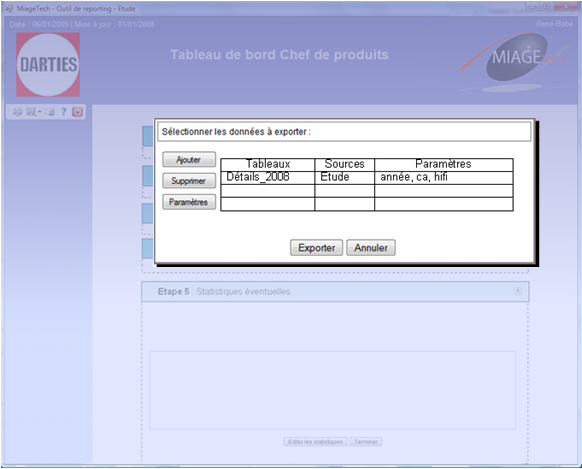 MiageTech - Outil de reporting - Etude
Date : 06/01/2009 | Mise à jour : 31/01/2008
René Babé
DARTIES
Tableau de bord Chef de produits
MIAGE
Sélectionner les données à exporter :
Ajouter
Supprimer
Paramètres
Tableaux Sources Paramètres
Détails_2008 Etude année, ca, hifi
Exporter Annuler
Etape 5 : Statistiques éventuelles
Editer les statistiques Terminer